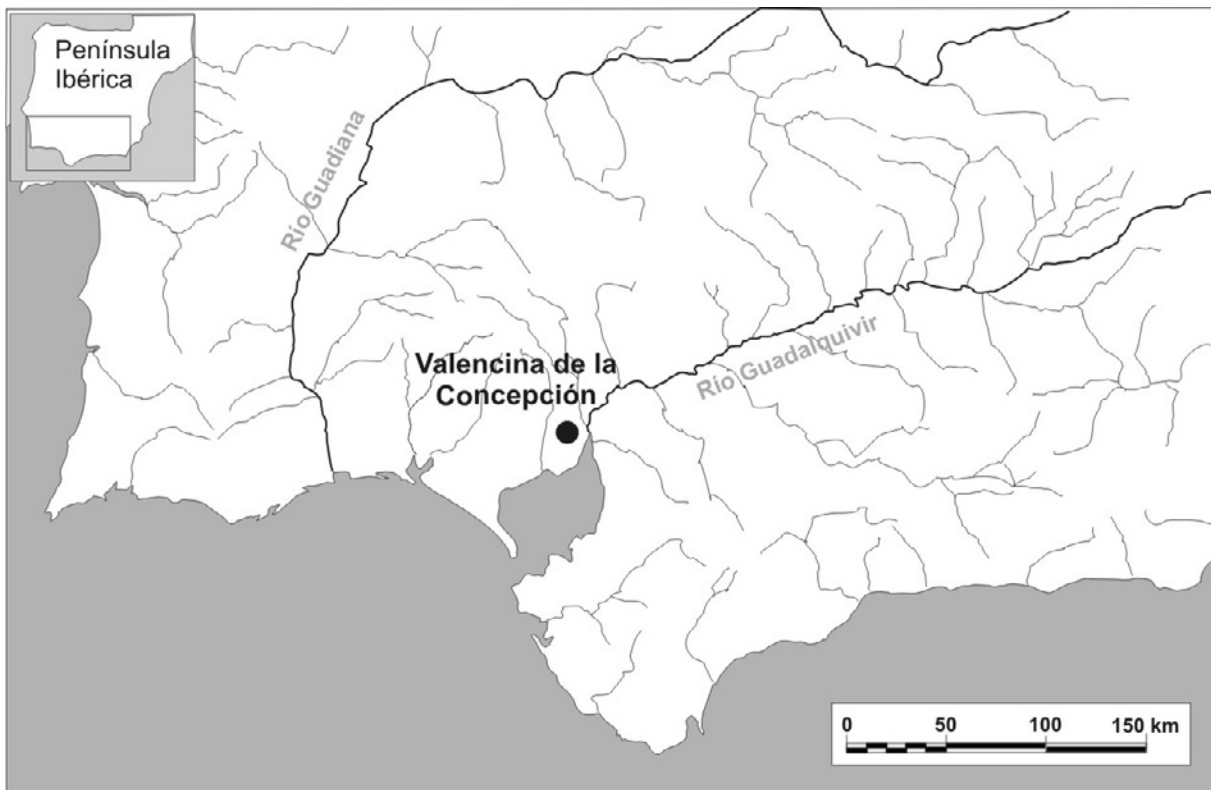 Península
Ibérica
Río Guadiana
Valencina de la
Concepción
Río Guadalquivir
0 50 100 150 km